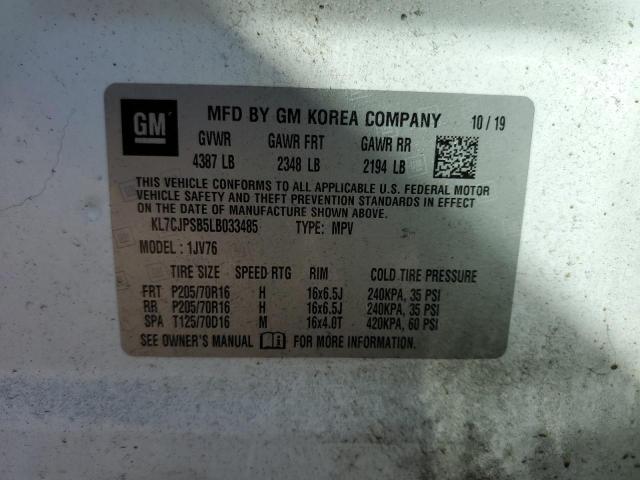 GM MFD BY GM KOREA COMPANY 10 / 19
GVWR GAWR FRT GAWR RR
4387 LB 2348 LB 2194 LB
THIS VEHICLE CONFORMS TO ALL APPLICABLE U.S. FEDERAL MOTOR
VEHICLE SAFETY AND THEFT PREVENTION STANDARDS IN EFFECT
ON THE DATE OF MANUFACTURE SHOWN ABOVE.
KL7CJPSB5LB033485 TYPE: MPV
MODEL : 1JV76
TIRE SIZE SPEED RTG RIM COLD TIRE PRESSURE
FRT P205/70R16 H 16x6.5J 240KPA, 35 PSI
RR P205/70R16 H 16x6.5J 240KPA, 35 PSI
SPA T125/70D16 M 16x4.0T 420KPA, 60 PSI
SEE OWNER'S MANUAL FOR MORE INFORMATION.